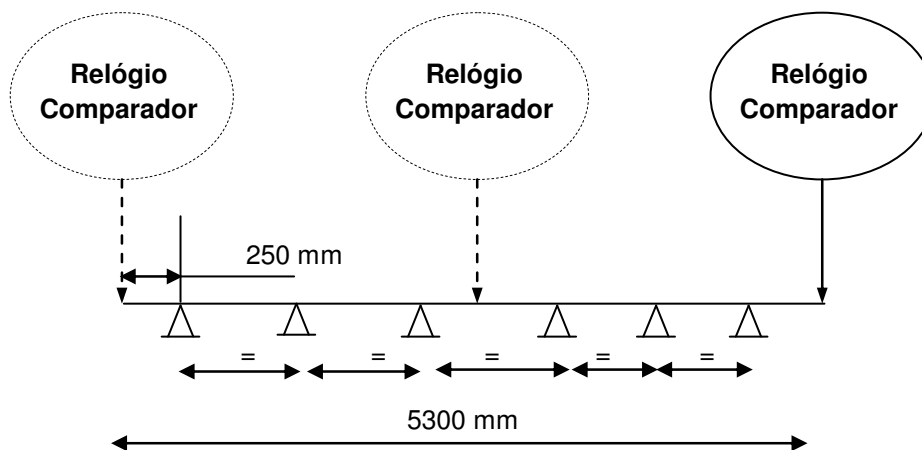 Relógio
Comparador
Relógio
Comparador
Relógio
Comparador
250 mm
= = = = =
5300 mm